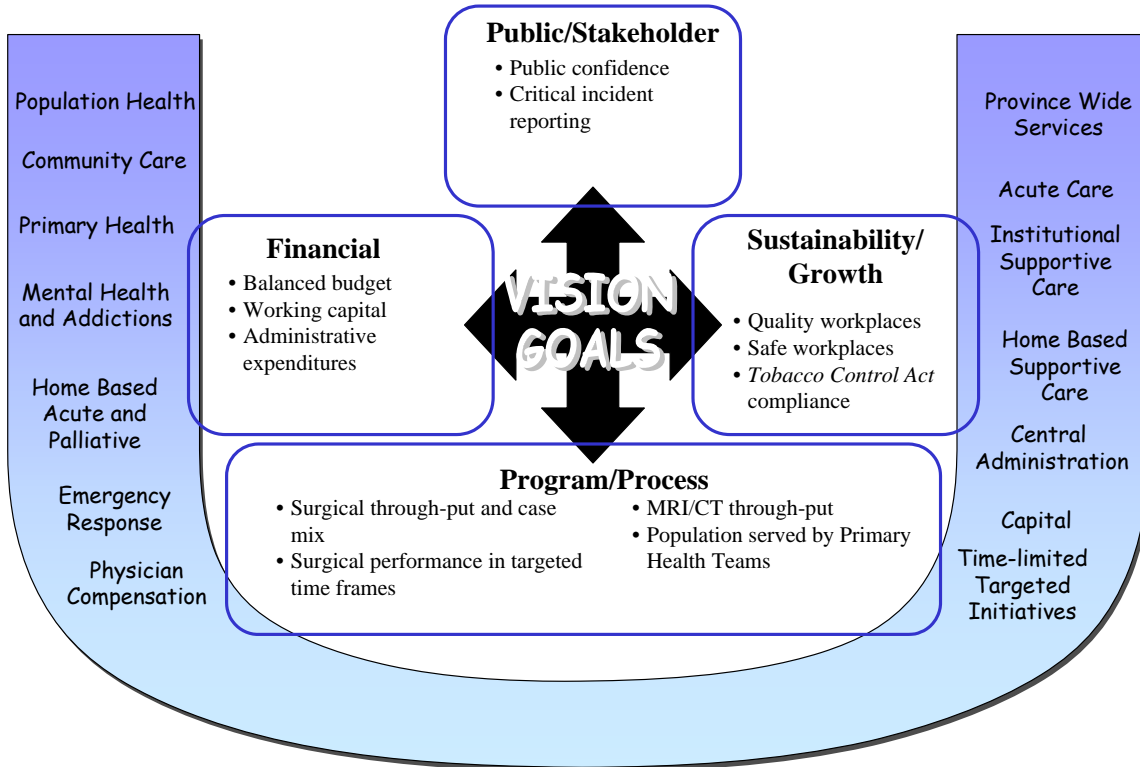 Public/Stakeholder
• Public confidence
• Critical incident
reporting
Population Health
Community Care
Primary Health
Mental Health
and Addictions
Home Based
Acute and
Palliative
Emergency
Response
Physician
Compensation
Financial
• Balanced budget
• Working capital
• Administrative
expenditures
VISION
GOALS
Sustainability/
Growth
• Quality workplaces
• Safe workplaces
• Tobacco Control Act
compliance
Program/Process
• Surgical through-put and case
mix
• Surgical performance in targeted
time frames
• MRI/CT through-put
• Population served by Primary
Health Teams
Province Wide
Services
Acute Care
Institutional
Supportive
Care
Home Based
Supportive
Care
Central
Administration
Capital
Time-limited
Targeted
Initiatives